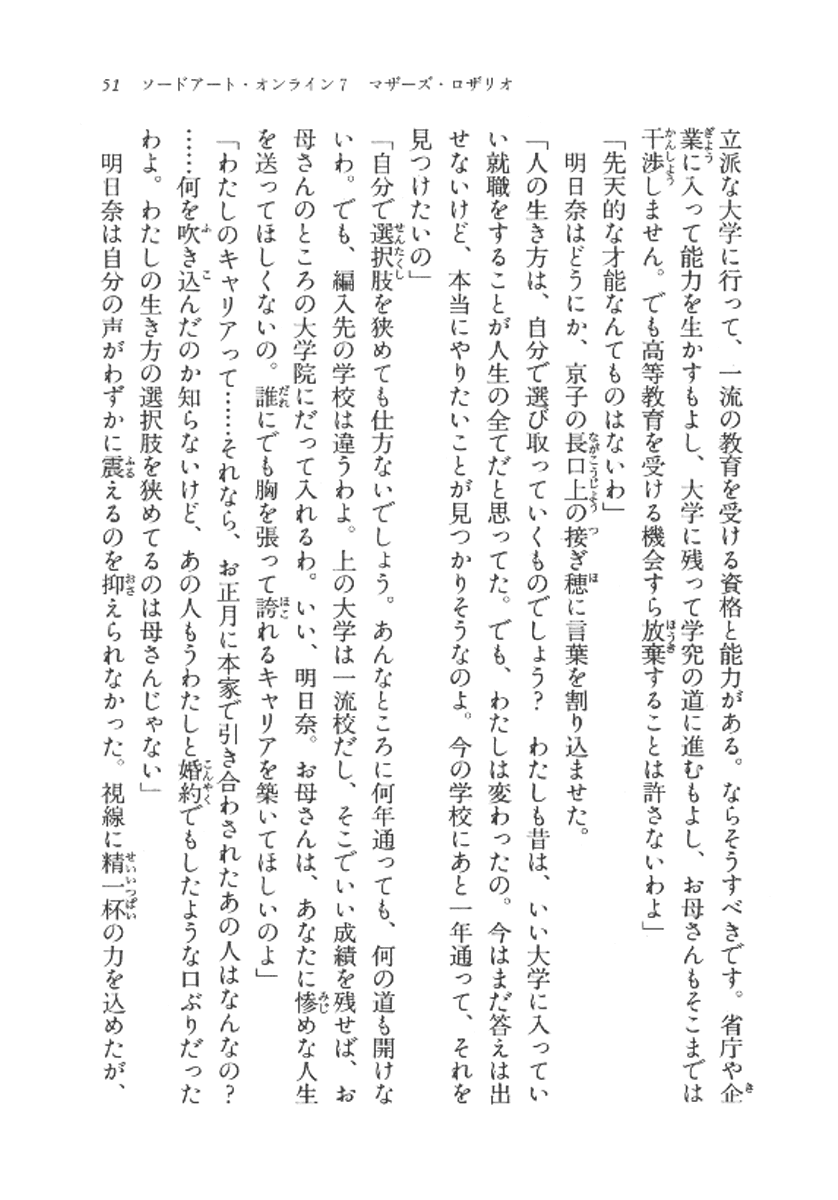 51　ソードアート・オンライン7　マザーズ・ロザリオ
立派な大学に行って、一流の教育を受ける資格と能力がある。ならそうすべきです。省庁や企
業に入って能力を生かすもよし、大学に残って学究の道に進むもよし、お母さんもそこまでは
干渉しません。でも高等教育を受ける機会すら放棄することは許さないわよ」
「先天的な才能なんてものはないわ」
　明日奈はどうにか、京子の長口上の接ぎ穂に言葉を割り込ませた。
「人の生き方は、自分で選び取っていくものでしょう？　わたしも昔は、いい大学に入ってい
い就職をすることが人生の全てだと思ってた。でも、わたしは変わったの。今はまだ答えは出
せないけど、本当にやりたいことが見つかりそうなのよ。今の学校にあと一年通って、それを
見つけたいの」
「自分で選択肢を狭めても仕方ないでしょう。あんなところに何年通っても、何の道も開けな
いわ。でも、編入先の学校は違うわよ。上の大学は一流校だし、そこでいい成績を残せば、お
母さんのところの大学院にだって入れるわ。いい、明日奈。お母さんは、あなたに惨めな人生
を送ってほしくないの。誰にでも胸を張って誇れるキャリアを築いてほしいのよ」
「わたしのキャリアって……それなら、お正月に本家で引き合わされたあの人はなんなの？
……何を吹き込んだのか知らないけど、あの人もうわたしと婚約でもしたような口ぶりだった
わよ。わたしの生き方の選択肢を狭めてるのは母さんじゃない」
　明日奈は自分の声がわずかに震えるのを抑えられなかった。視線に精一杯の力を込めたが、